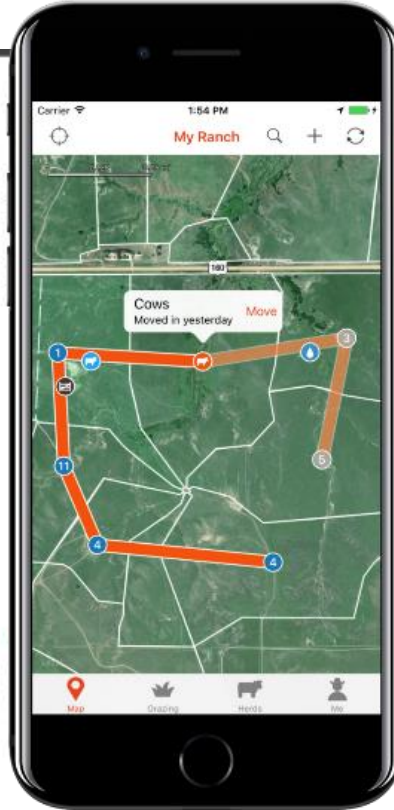 Carrier 1:54 PM
My Ranch
160
Cows
Moved in yesterday
Move
1
3
11
5
4
4
Map Grazing Herds Me